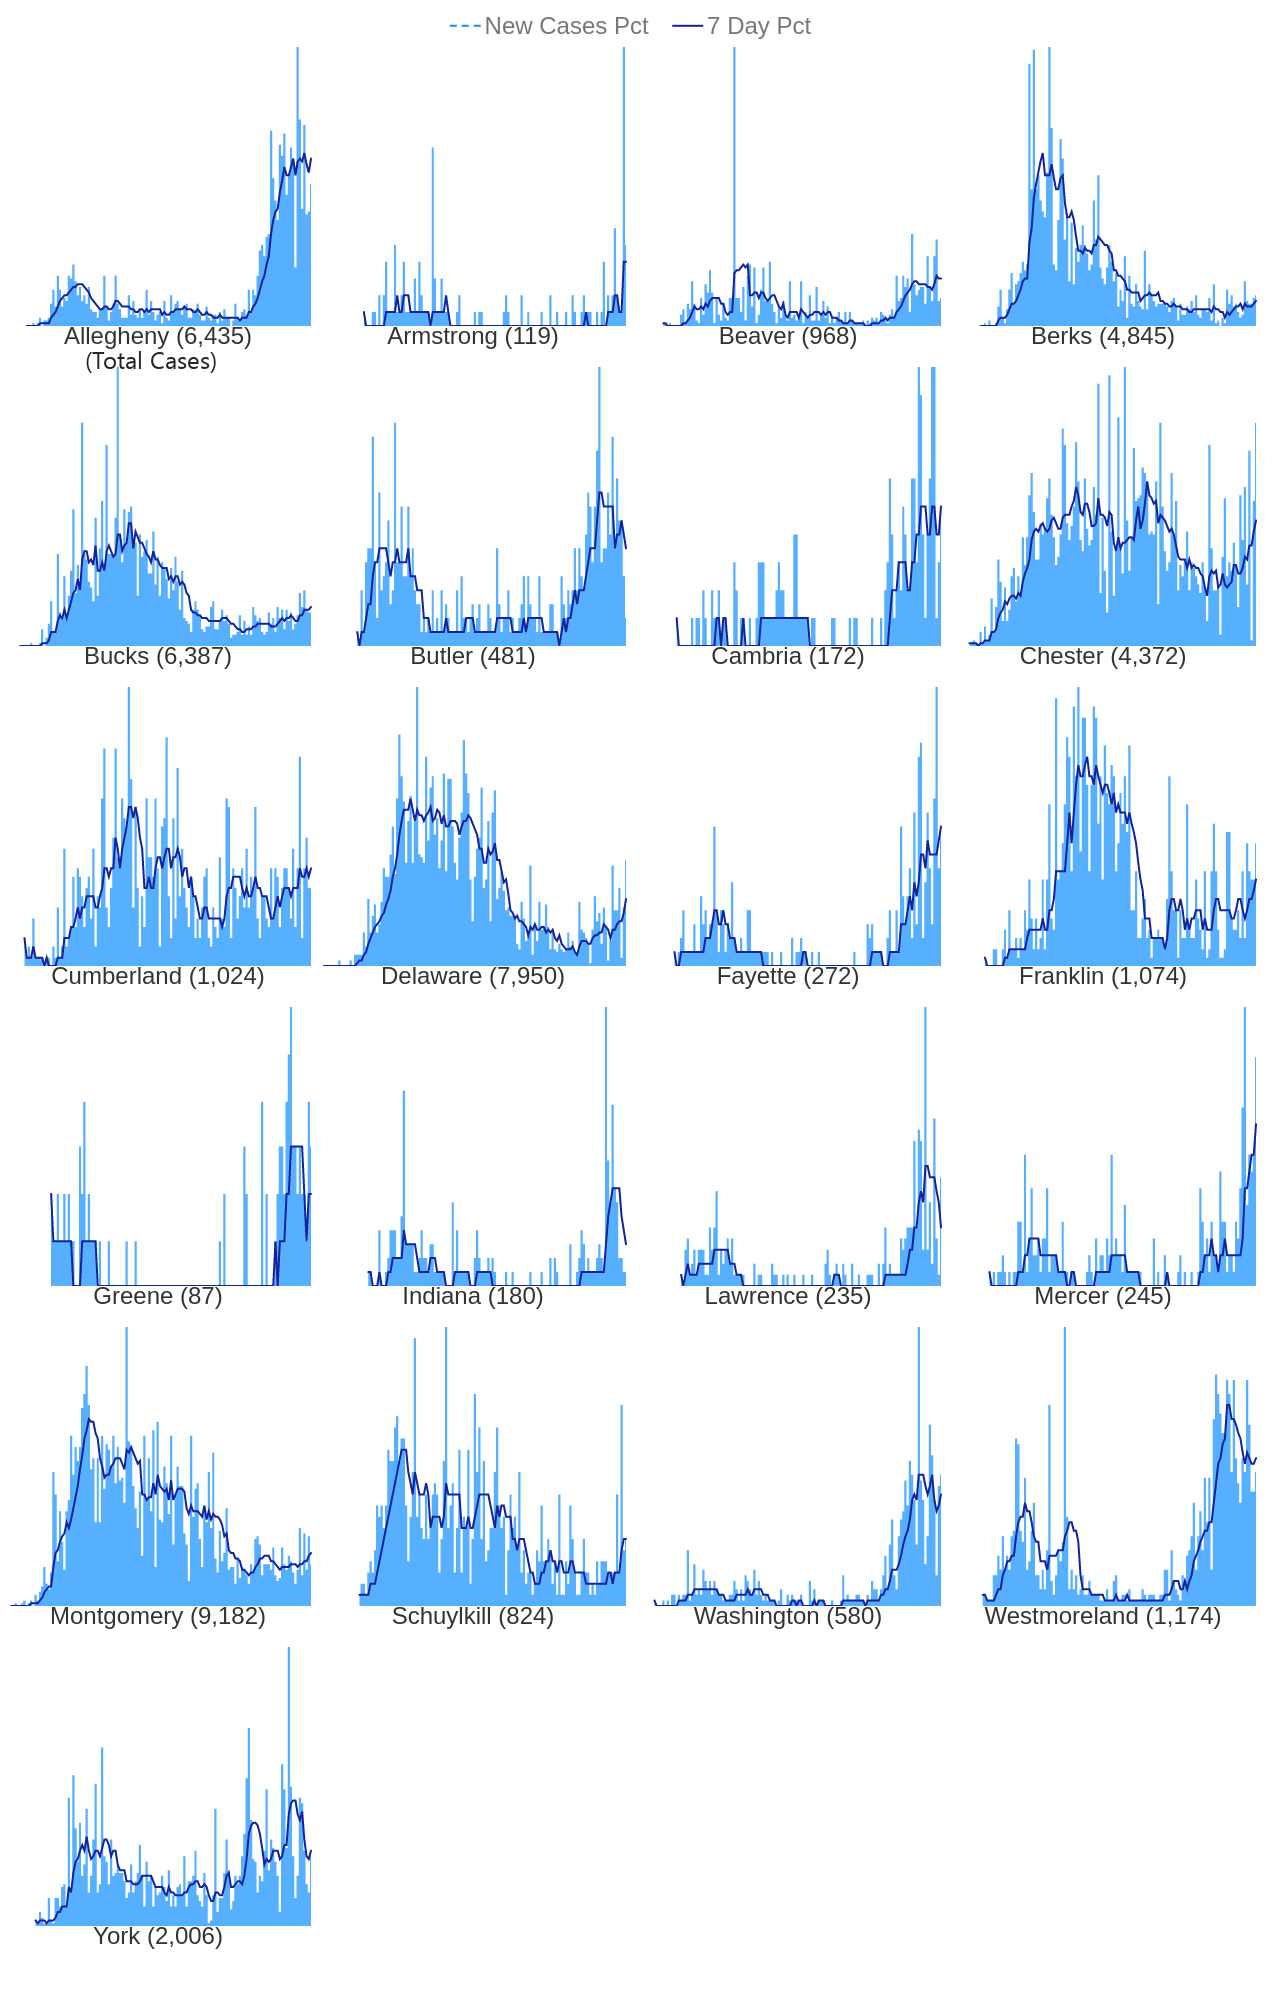 New Cases Pct 7 Day Pct
Allegheny (6,435) Armstrong (119) Beaver (968) Berks (4,845)
(Total Cases)
Bucks (6,387) Butler (481) Cambria (172) Chester (4,372)
Cumberland (1,024) Delaware (7,950) Fayette (272) Franklin (1,074)
Greene (87) Indiana (180) Lawrence (235) Mercer (245)
Montgomery (9,182) Schuylkill (824) Washington (580) Westmoreland (1,174)
York (2,006)